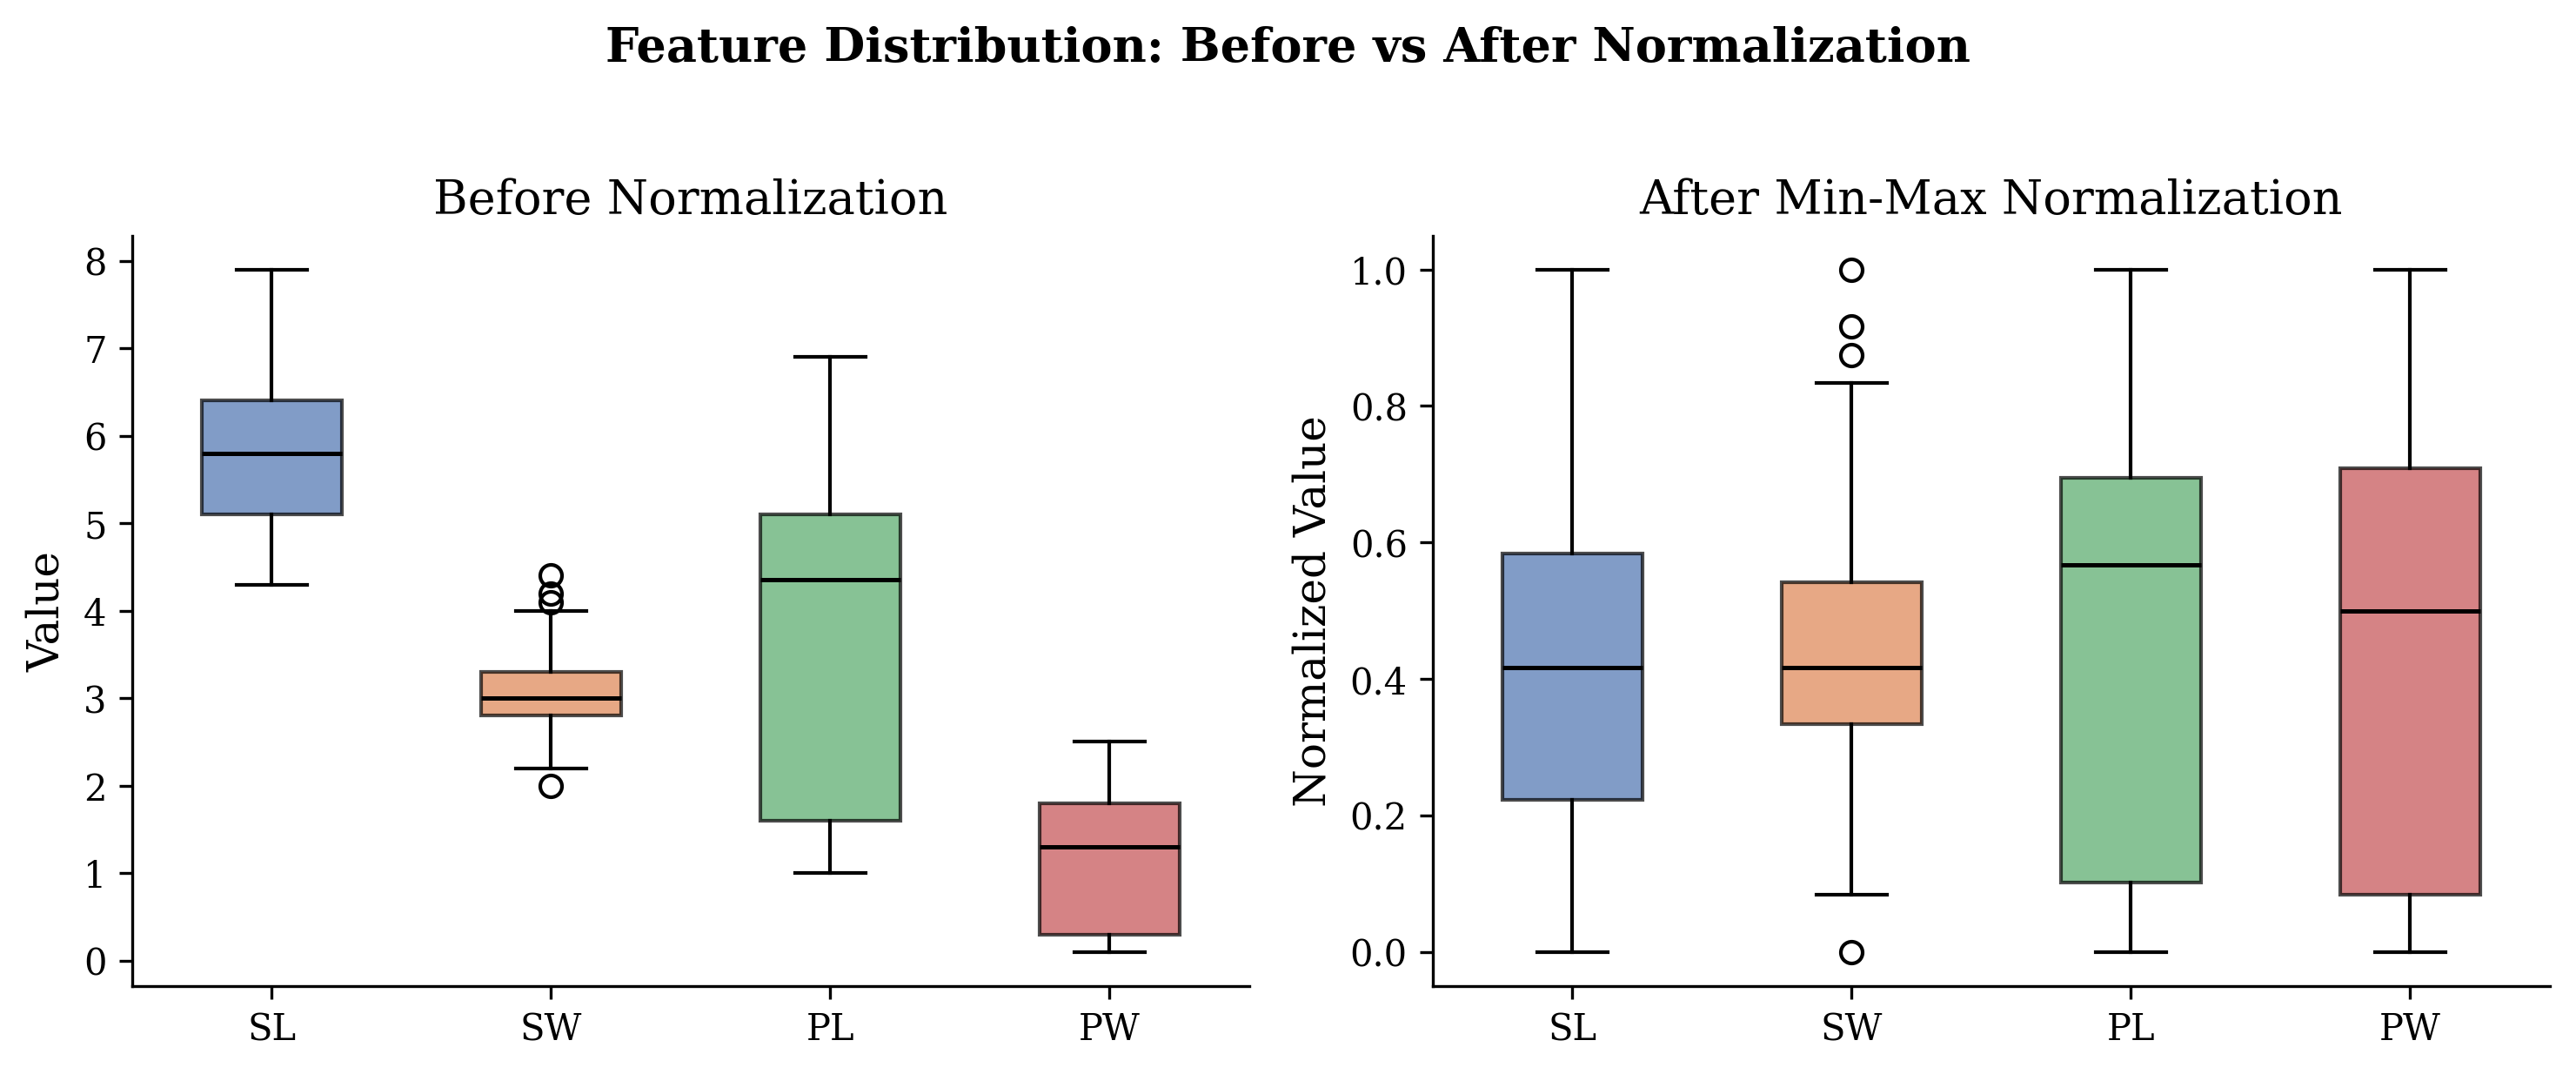 Feature Distribution: Before vs After Normalization
Before Normalization
Value
8
7
6
5
4
3
2
1
0
SL SW PL PW
After Min-Max Normalization
Normalized Value
1.0
0.8
0.6
0.4
0.2
0.0
SL SW PL PW